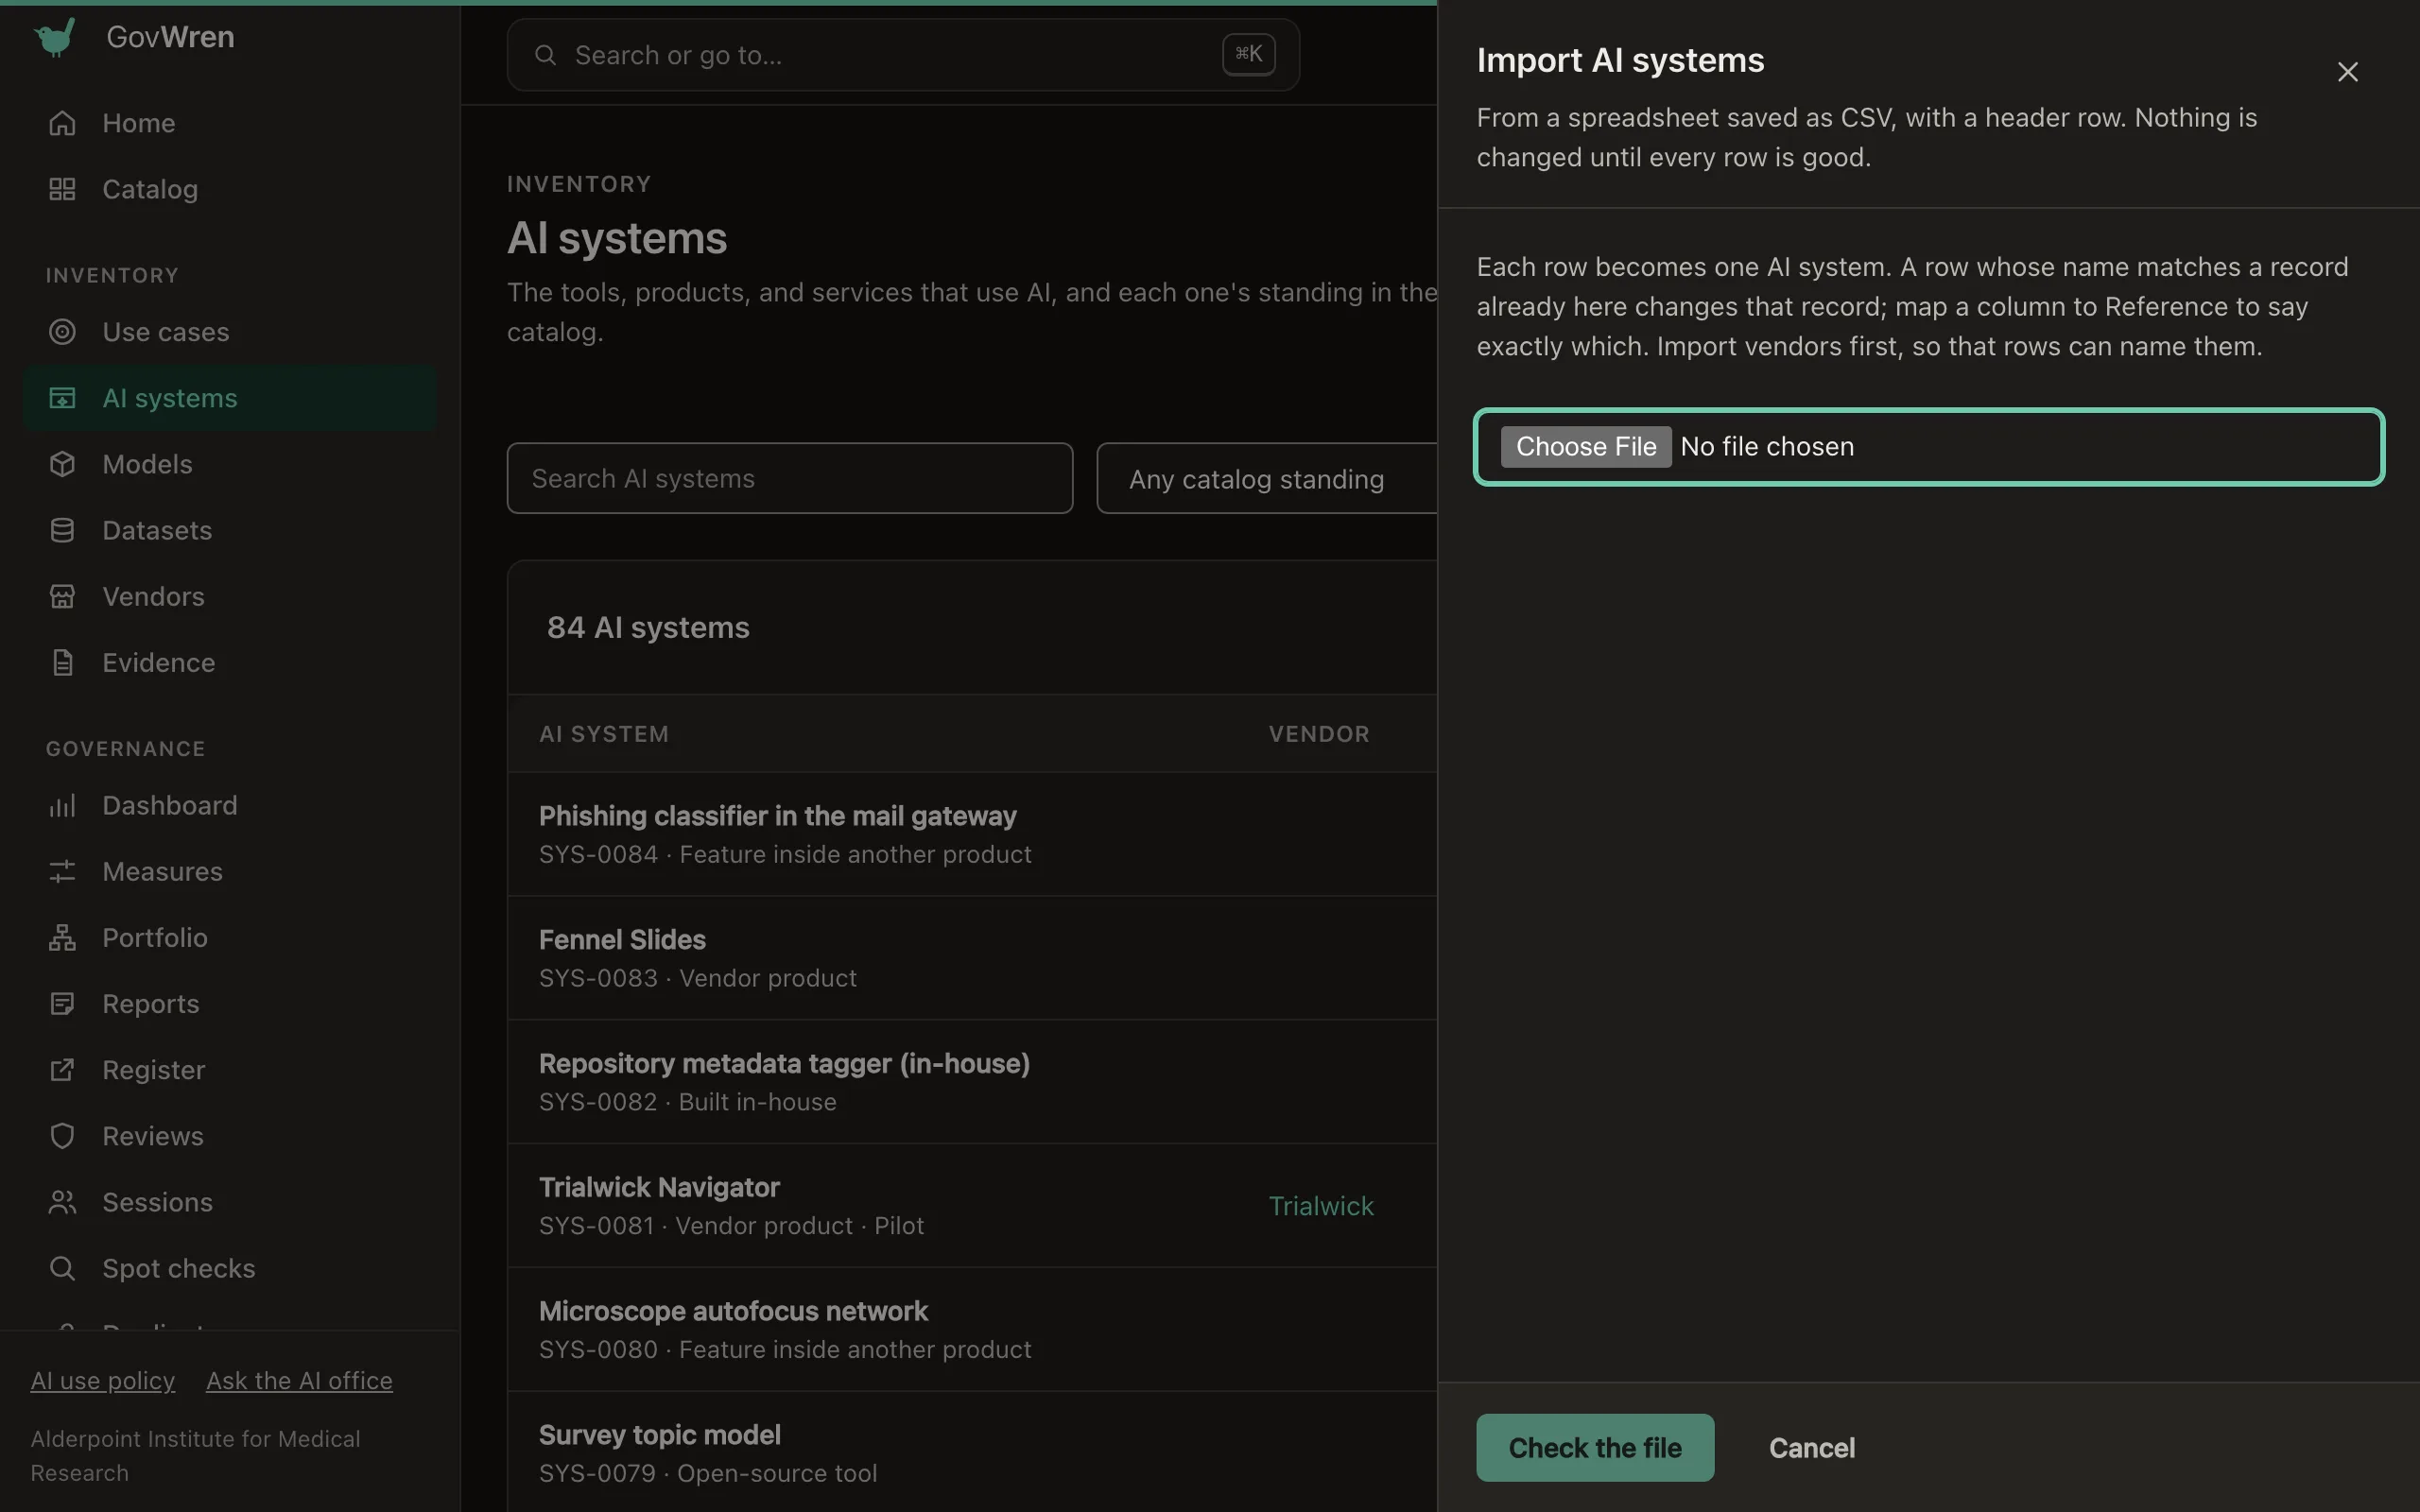 GovWren
Home
Catalog
INVENTORY
Use cases
AI systems
Models
Datasets
Vendors
Evidence
GOVERNANCE
Dashboard
Measures
Portfolio
Reports
Register
Reviews
Sessions
Spot checks
AI use policy
Ask the AI office
Alderpoint Institute for Medical
Research
Search or go to...
⌘K
INVENTORY
AI systems
The tools, products, and services that use AI, and each one's standing in the
catalog.
Search AI systems
Any catalog standing
84 AI systems
AI SYSTEM
VENDOR
Phishing classifier in the mail gateway
SYS-0084 · Feature inside another product
Fennel Slides
SYS-0083 · Vendor product
Repository metadata tagger (in-house)
SYS-0082 · Built in-house
Trialwick Navigator
SYS-0081 · Vendor product · Pilot
Trialwick
Microscope autofocus network
SYS-0080 · Feature inside another product
Survey topic model
SYS-0079 · Open-source tool
Import AI systems
From a spreadsheet saved as CSV, with a header row. Nothing is
changed until every row is good.
Each row becomes one AI system. A row whose name matches a record
already here changes that record; map a column to Reference to say
exactly which. Import vendors first, so that rows can name them.
Choose File No file chosen
Check the file
Cancel